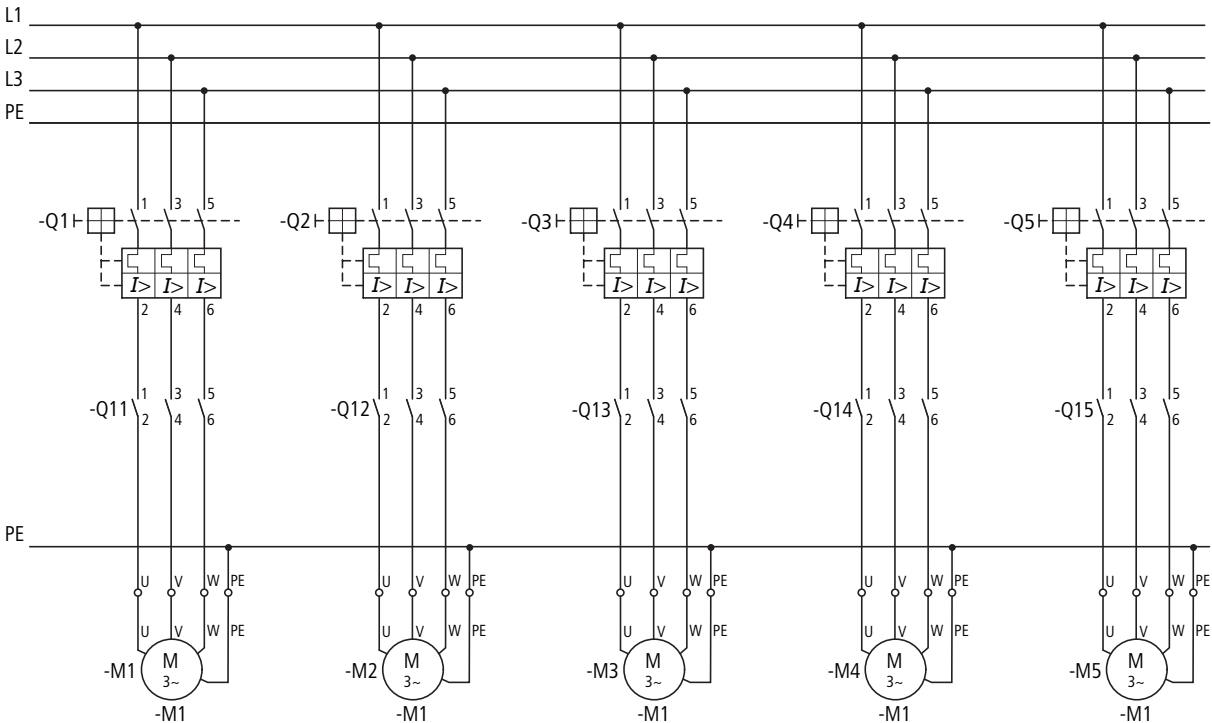 L1
L2
L3
PE
-Q1 1 3 5 -Q2 1 3 5 -Q3 1 3 5 -Q4 1 3 5 -Q5 1 3 5
I> I> I> I> I> I> I> I> I> I> I> I> I> I> I>
2 4 6 2 4 6 2 4 6 2 4 6 2 4 6
1 3 5 1 3 5 1 3 5 1 3 5 1 3 5
-Q11 -Q12 -Q13 -Q14 -Q15
2 4 6 2 4 6 2 4 6 2 4 6 2 4 6
PE
U V W PE U V W PE U V W PE U V W PE U V W PE
U V W PE U V W PE U V W PE U V W PE U V W PE
-M1 M -M2 M -M3 M -M4 M -M5 M
3~ 3~ 3~ 3~ 3~
-M1 -M1 -M1 -M1 -M1